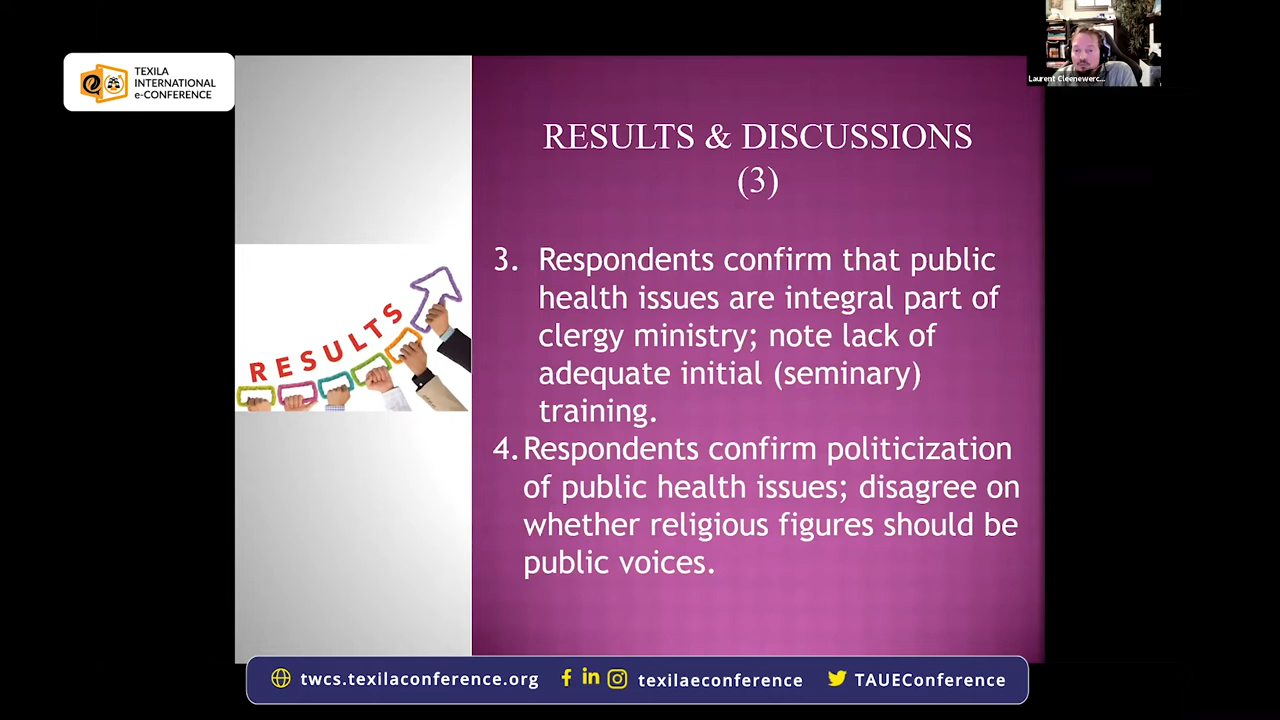 TEXILA
INTERNATIONAL
e-CONFERENCE
Laurent Cleenewerc...
RESULTS & DISCUSSIONS
(3)
3. Respondents confirm that public
health issues are integral part of
clergy ministry; note lack of
adequate initial (seminary)
training.
4. Respondents confirm politicization
of public health issues; disagree on
whether religious figures should be
public voices.
RESULTS
twcs.texilaconference.org texilaeconference TAUEConference